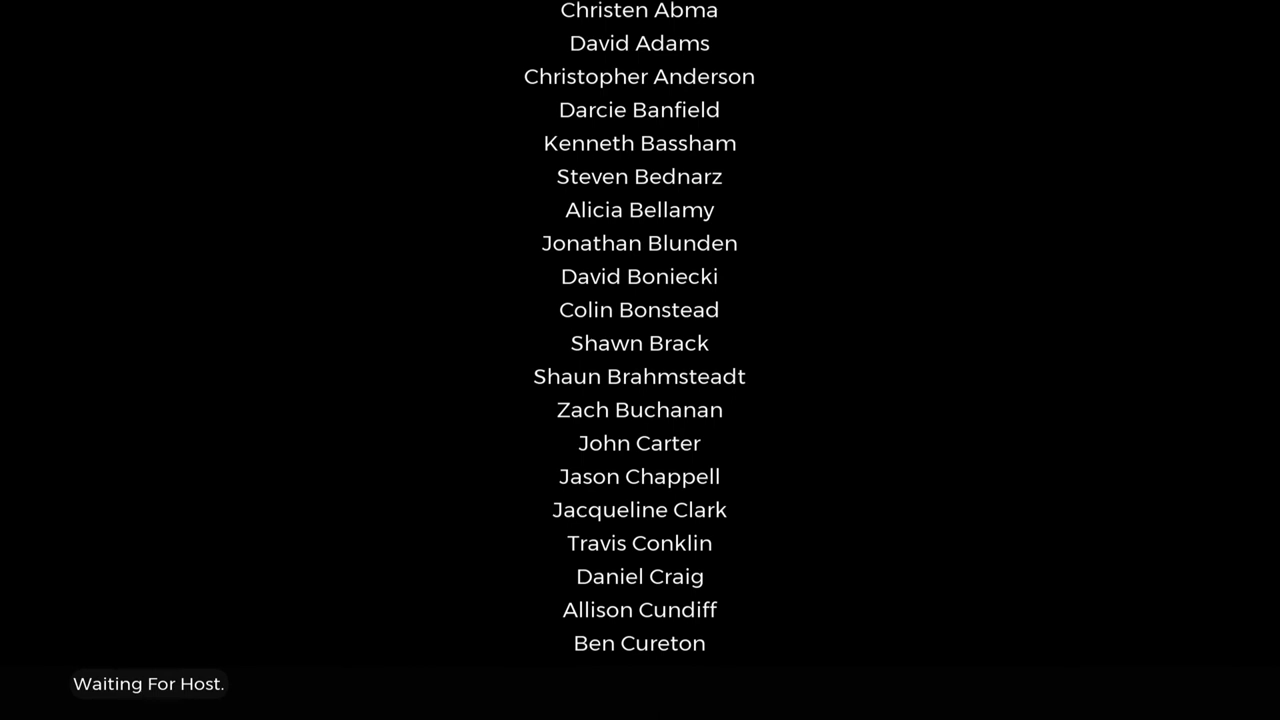 Christen Abma
David Adams
Christopher Anderson
Darcie Banfield
Kenneth Bassham
Steven Bednarz
Alicia Bellamy
Jonathan Blunden
David Boniecki
Colin Bonstead
Shawn Brack
Shaun Brahmsteadt
Zach Buchanan
John Carter
Jason Chappell
Jacqueline Clark
Travis Conklin
Daniel Craig
Allison Cundiff
Ben Cureton
Waiting For Host.